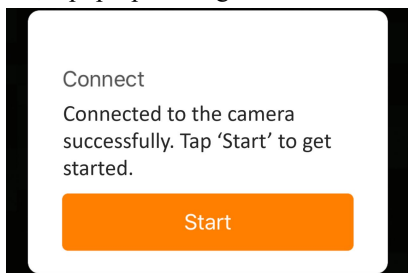 Connect
Connected to the camera
successfully. Tap ‘Start’ to get
started.
Start